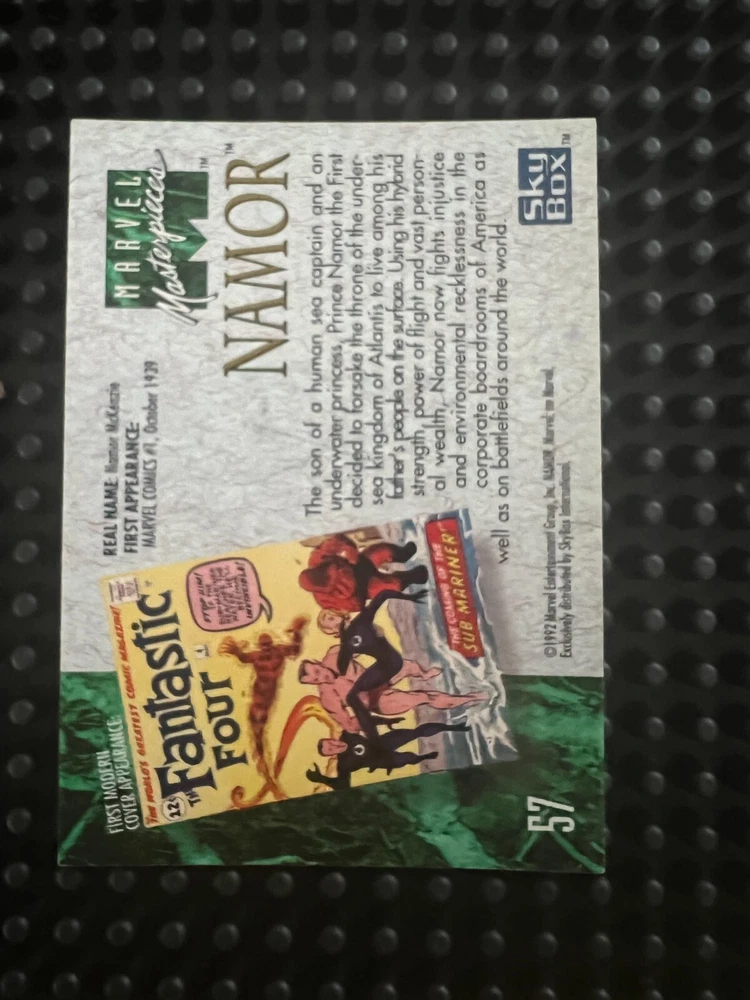 FIRST MODERN
COVER APPEARANCE:
THE WORLD'S GREATEST COMIC MAGAZINE!
12¢
THE
Fantastic
FOUR
THE COMING OF THE
SUB-MARINER!
57
REAL NAME: Namor McKenzie
FIRST APPEARANCE:
MARVEL COMICS #1, October 1939
MARVEL
Masterpieces™
NAMOR™
The son of a human sea captain and an
underwater princess, Prince Namor the First
decided to forsake the throne of the under-
sea kingdom of Atlantis to live among his
father's people on the surface. Using his hybrid
strength, power of flight and vast person-
al wealth, Namor now fights injustice
and environmental recklessness in the
corporate boardrooms of America as
well as on battlefields around the world.
©1992 Marvel Entertainment Group, Inc. NAMOR, Marvel: tm Marvel.
Exclusively distributed by SkyBox International.
SkyBox™